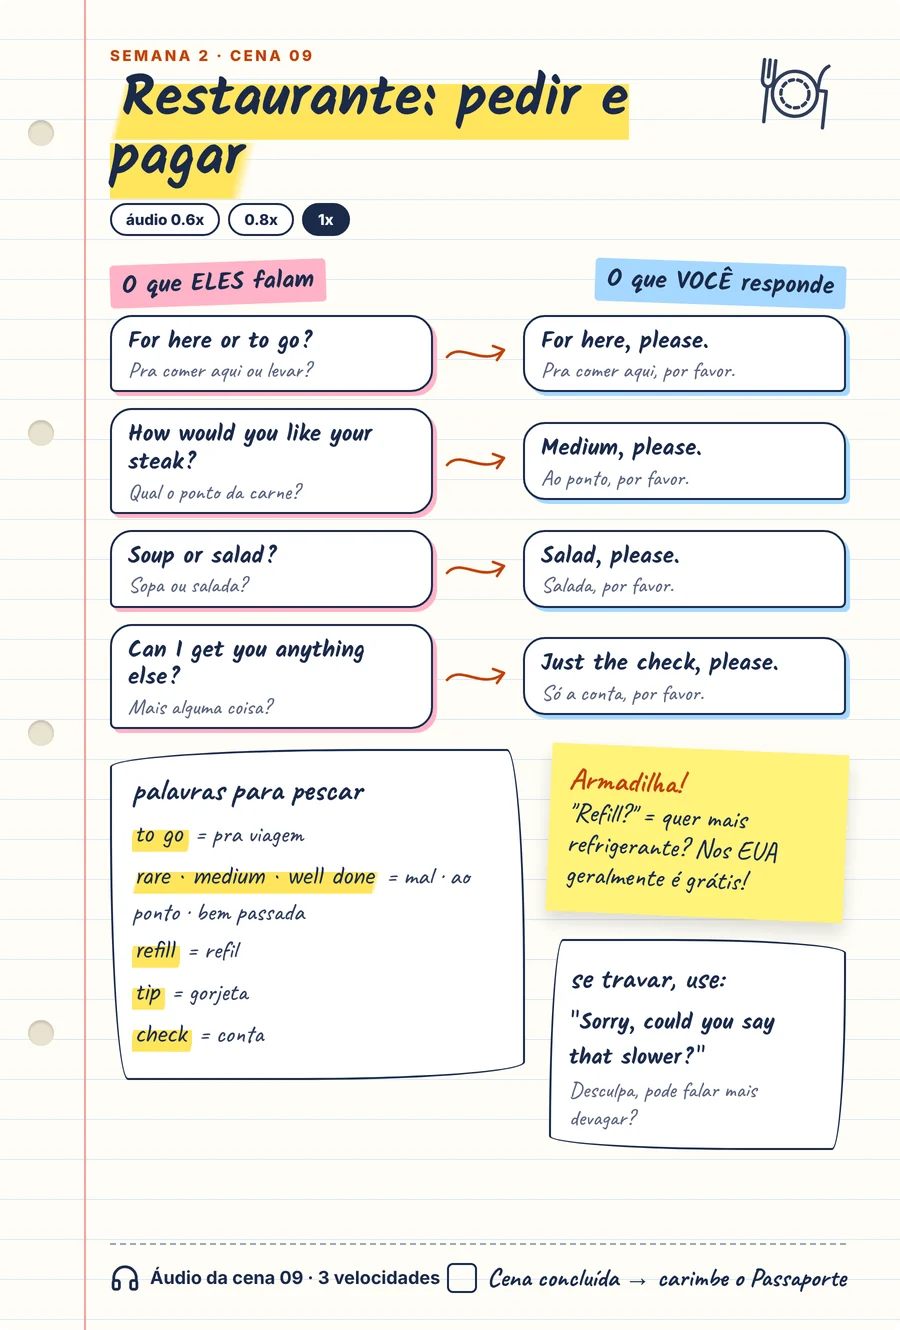 SEMANA 2 · CENA 09
Restaurante: pedir e
pagar
áudio 0.6x 0.8x 1x
O que ELES falam
O que VOCÊ responde
For here or to go?
Pra comer aqui ou levar?
For here, please.
Pra comer aqui, por favor.
How would you like your
steak?
Qual o ponto da carne?
Medium, please.
Ao ponto, por favor.
Soup or salad?
Sopa ou salada?
Salad, please.
Salada, por favor.
Can I get you anything
else?
Mais alguma coisa?
Just the check, please.
Só a conta, por favor.
palavras para pescar
to go = pra viagem
rare · medium · well done = mal · ao
ponto · bem passada
refill = refil
tip = gorjeta
check = conta
Armadilha!
"Refill?" = quer mais
refrigerante? Nos EUA
geralmente é grátis!
se travar, use:
"Sorry, could you say
that slower?"
Desculpa, pode falar mais
devagar?
Áudio da cena 09 · 3 velocidades
Cena concluída → carimbe o Passaporte